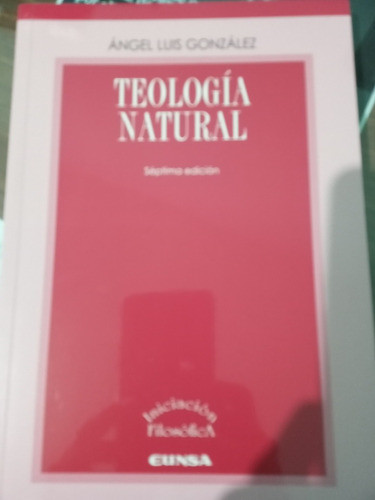 ÁNGEL LUIS GONZÁLEZ
TEOLOGÍA
NATURAL
Séptima edición
Iniciación
Filosófica
EUNSA